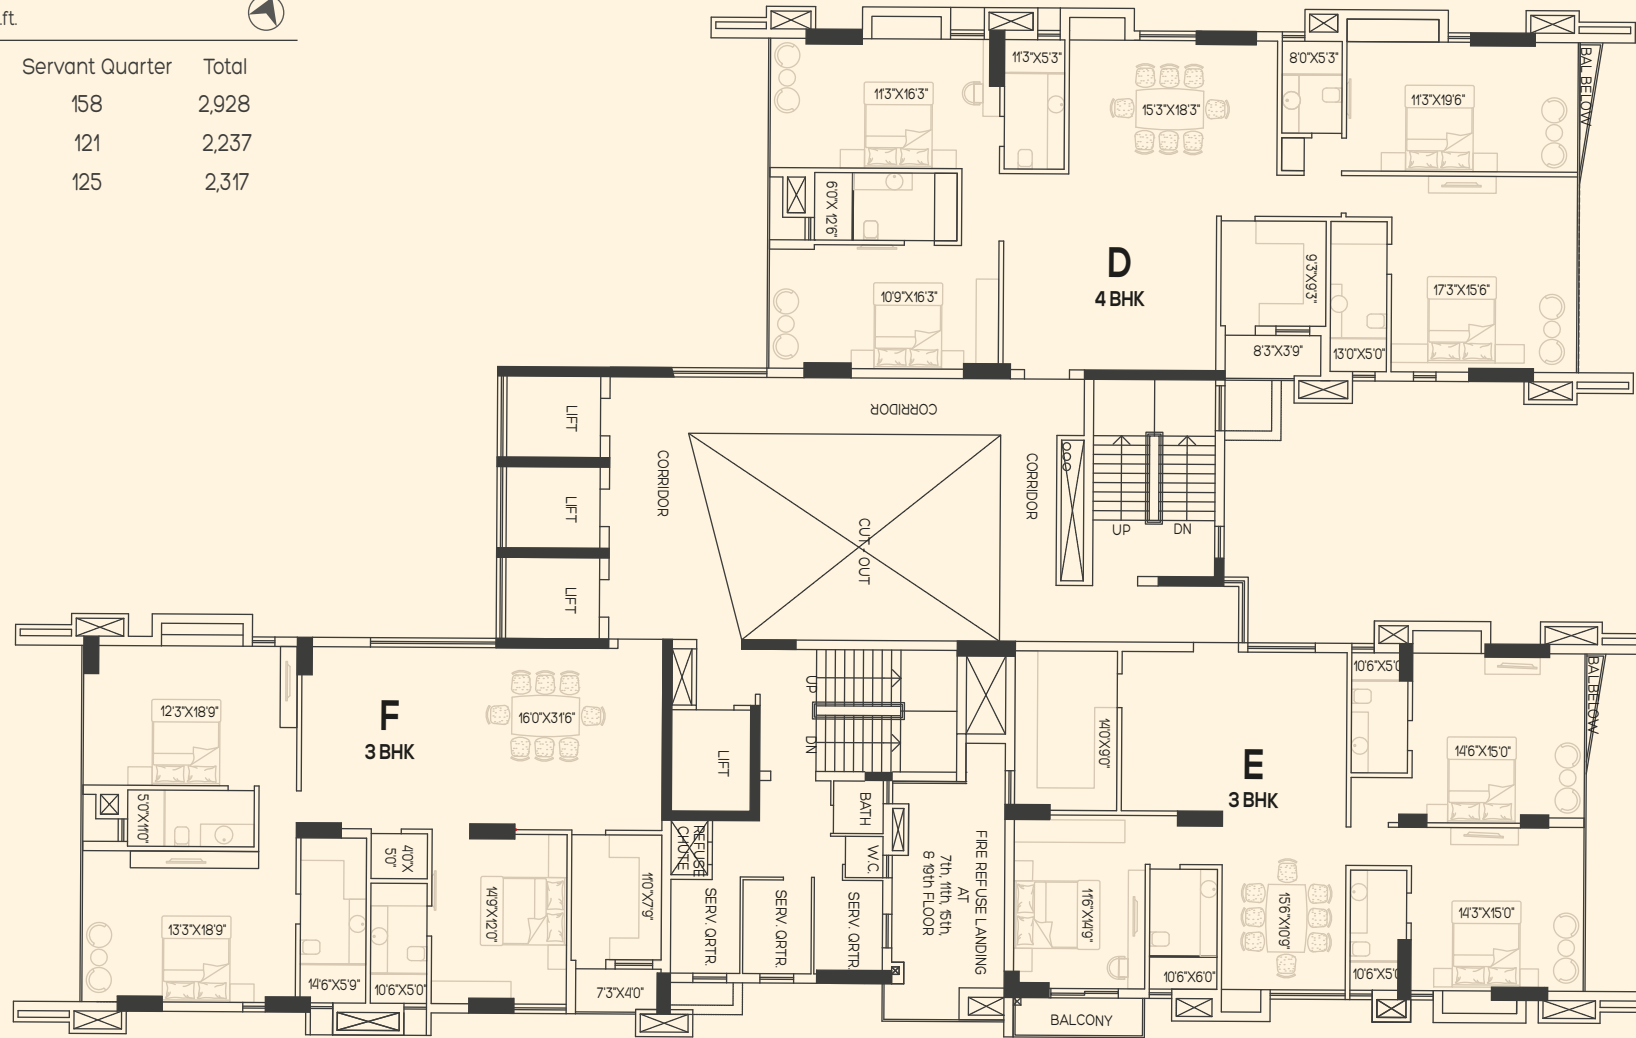 .ft.
Servant Quarter Total
158 2,928
121 2,237
125 2,317
11'3"X16'3"
11'3"X5'3"
15'3"X18'3"
8'0"X5'3"
11'3"X19'6"
BAL BELOW
6'0"X 12'6"
10'9"X16'3"
D
4 BHK
9'3"X9'3"
8'3"X3'9"
13'0"X5'0"
17'3"X15'6"
LIFT
LIFT
LIFT
CORRIDOR
CORRIDOR
CORRIDOR
CUT. OUT
UP
DN
12'3"X18'9"
F
3 BHK
16'0"X31'6"
5'0"X11'0"
13'3"X18'9"
14'6"X5'9"
4'0"X
5'0"
10'6"X5'0"
14'9"X12'0"
11'0"X7'9"
7'3"X4'0"
LIFT
REFUSE
CHUTE
UP
DN
BATH
W.C.
SERV. QRTR.
SERV. QRTR.
SERV. QRTR.
FIRE REFUSE LANDING
AT
7th, 11th, 15th,
& 19th FLOOR
14'0"X9'0"
E
3 BHK
10'6"X5'0
14'6"X15'0"
BALBELOW
11'6"X14'9"
10'6"X6'0"
15'6"X10'9"
10'6"X5'0
14'3"X15'0"
BALCONY